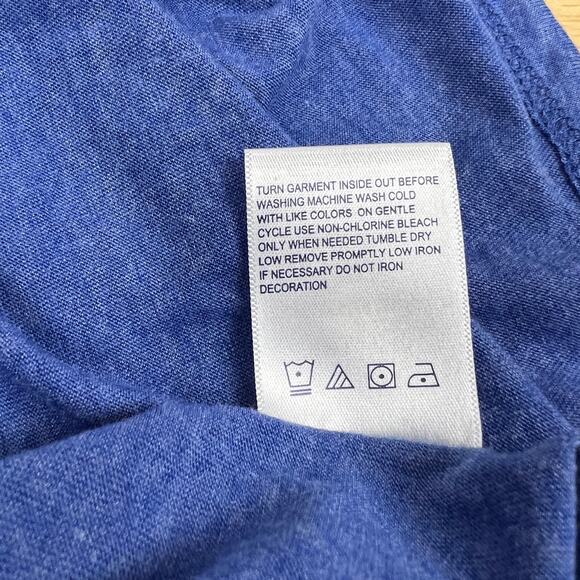 TURN GARMENT INSIDE OUT BEFORE
WASHING MACHINE WASH COLD
WITH LIKE COLORS ON GENTLE
CYCLE USE NON-CHLORINE BLEACH
ONLY WHEN NEEDED TUMBLE DRY
LOW REMOVE PROMPTLY LOW IRON
IF NECESSARY DO NOT IRON
DECORATION